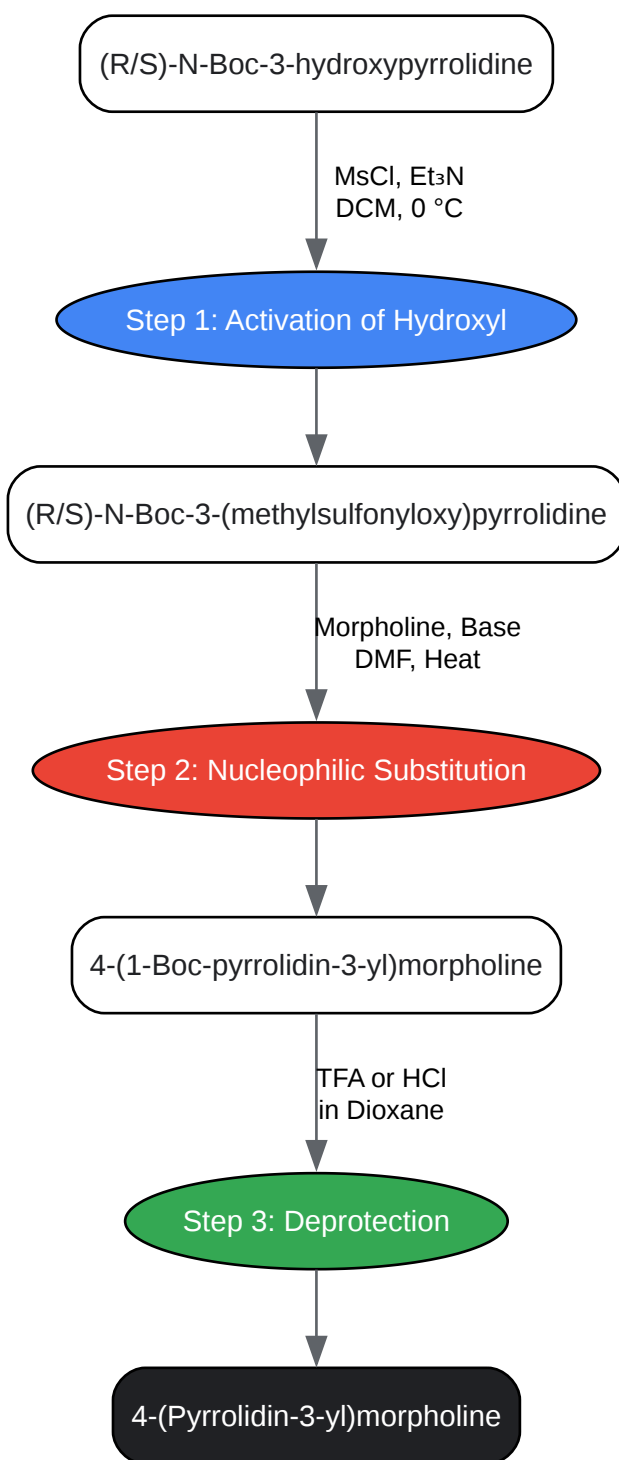 (R/S)-N-Boc-3-hydroxypyrrolidine
MsCl, Et₃N
DCM, 0 °C
Step 1: Activation of Hydroxyl
(R/S)-N-Boc-3-(methylsulfonyloxy)pyrrolidine
Morpholine, Base
DMF, Heat
Step 2: Nucleophilic Substitution
4-(1-Boc-pyrrolidin-3-yl)morpholine
TFA or HCl
in Dioxane
Step 3: Deprotection
4-(Pyrrolidin-3-yl)morpholine